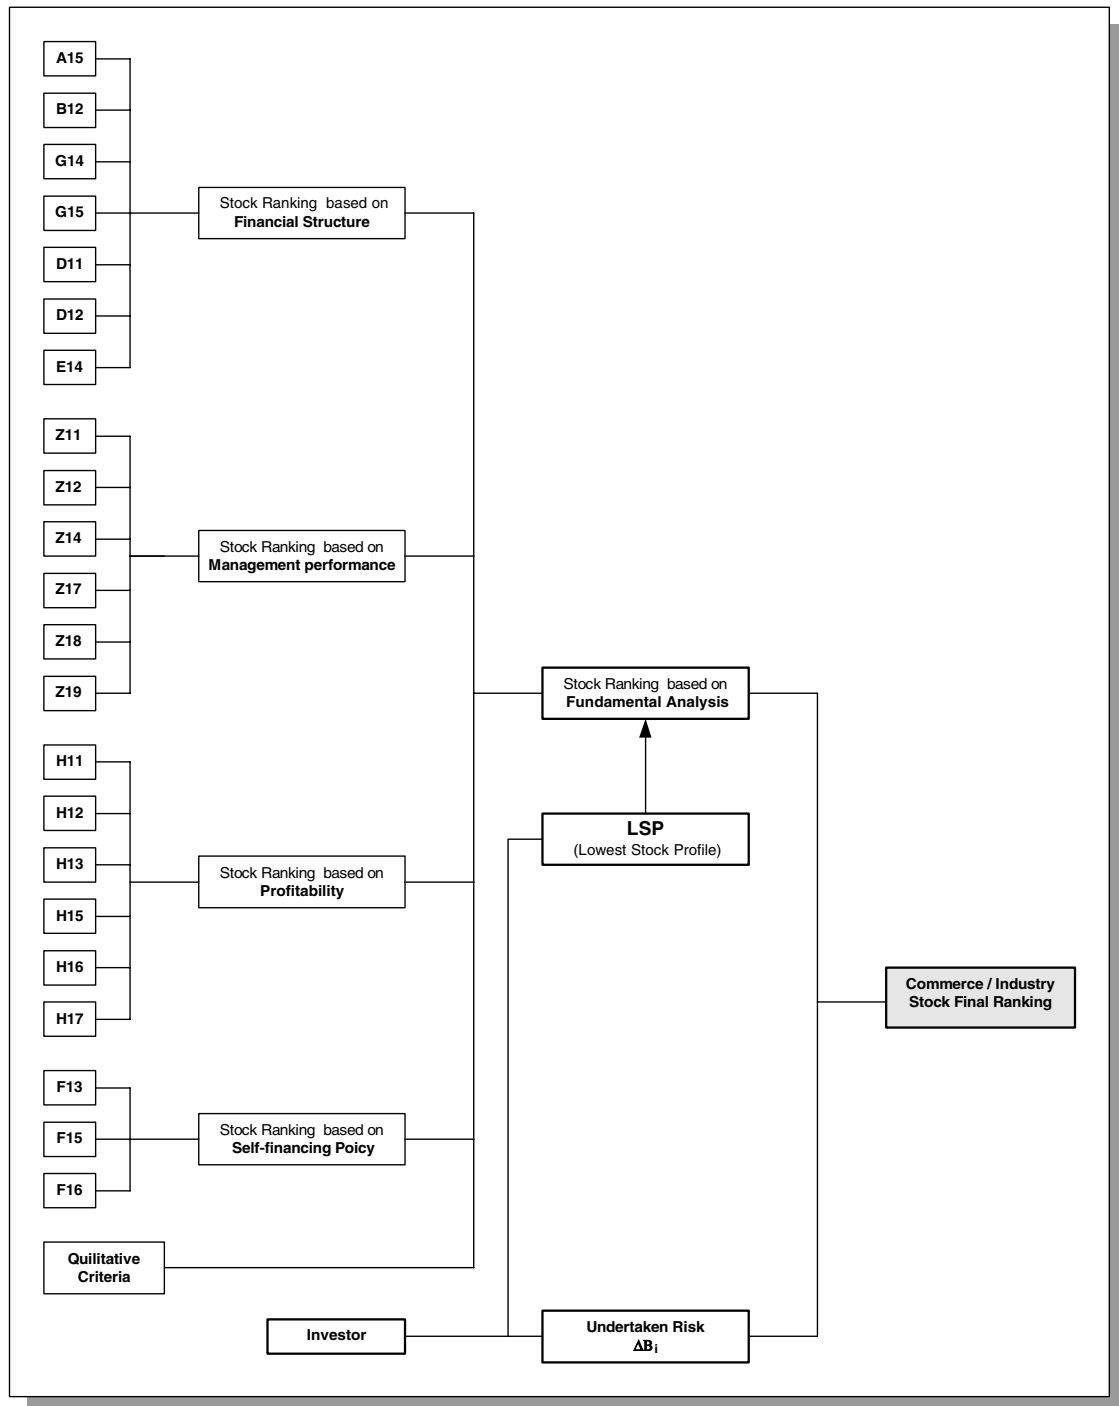 A15
B12
G14
G15
D11
D12
E14
Stock Ranking based on
Financial Structure
Z11
Z12
Z14
Z17
Z18
Z19
Stock Ranking based on
Management performance
H11
H12
H13
H15
H16
H17
Stock Ranking based on
Profitability
F13
F15
F16
Stock Ranking based on
Self-financing Poicy
Quilitative
Criteria
Stock Ranking based on
Fundamental Analysis
LSP
(Lowest Stock Profile)
Investor
Undertaken Risk
ΔB i
Commerce / Industry
Stock Final Ranking